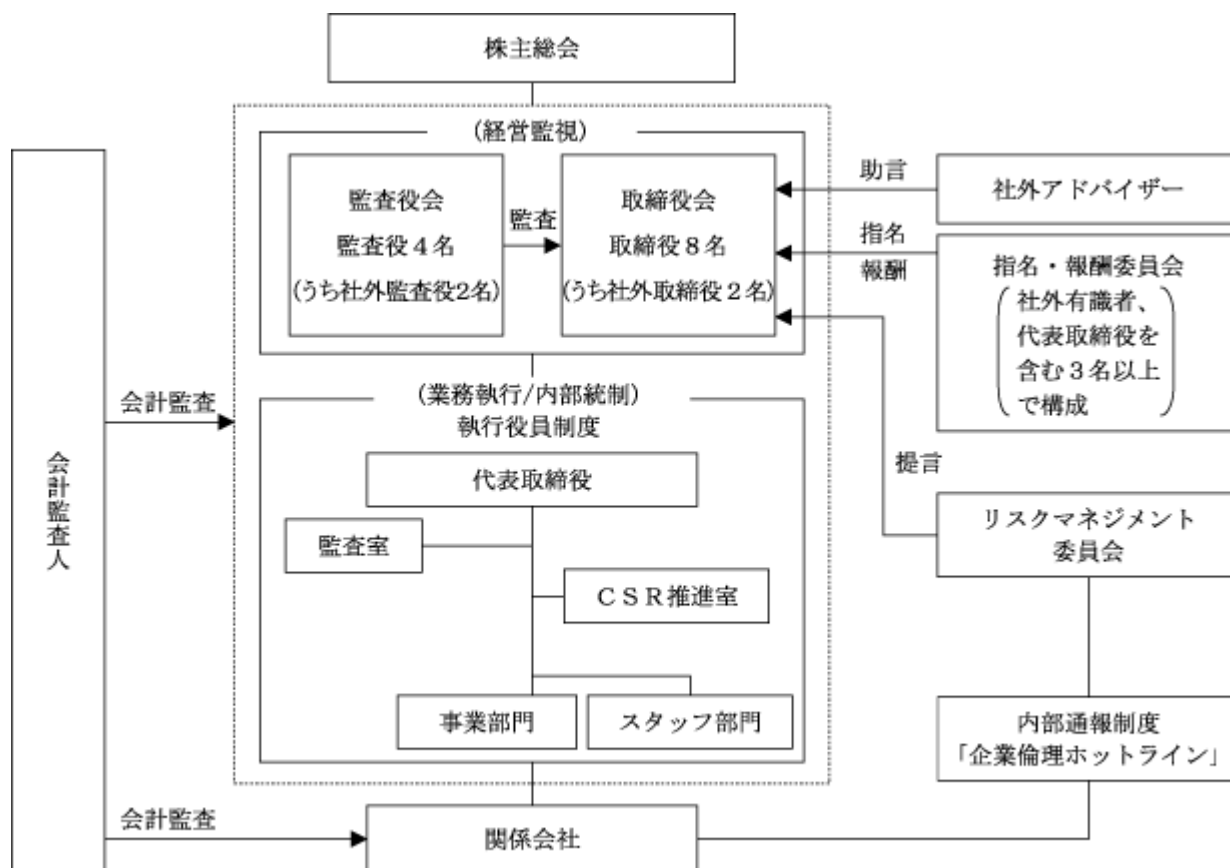 株主総会
(経営監視)
監査役会
監査役４名
(うち社外監査役2名)
監査
取締役会
取締役８名
(うち社外取締役２名)
助言
社外アドバイザー
指名
報酬
指名・報酬委員会
社外有識者、
代表取締役を
含む３名以上
で構成
提言
リスクマネジメント
委員会
会計監査
会計監査人
(業務執行/内部統制)
執行役員制度
代表取締役
監査室
ＣＳＲ推進室
事業部門
スタッフ部門
内部通報制度
「企業倫理ホットライン」
会計監査
関係会社